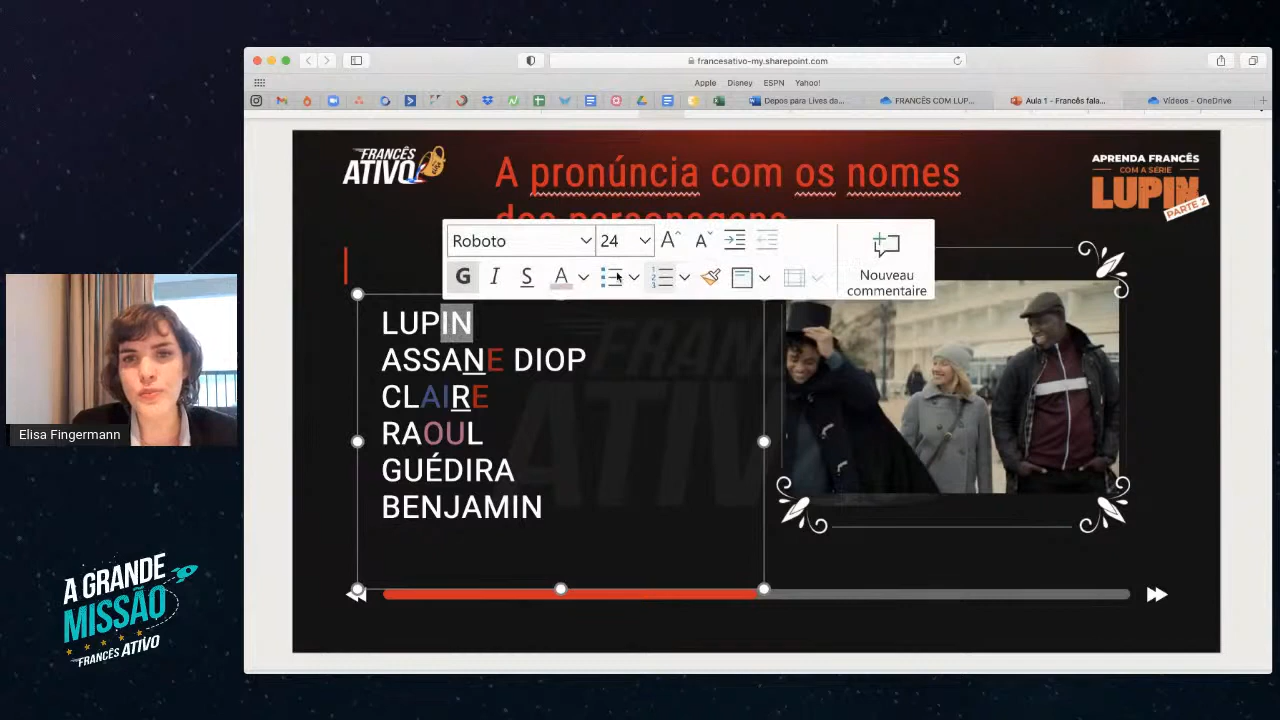 francesativo-my.sharepoint.com
Apple Disney ESPN Yahoo!
Depos para Lives da...
FRANCÊS COM LUP...
Aula 1 - Francês fala...
Vídeos - OneDrive
FRANCÊS
ATIVO
A pronúncia com os nomes
dos personagens
APRENDA FRANCÊS
COM A SÉRIE
LUPIN
PARTE 2
Roboto 24
G I S A
Nouveau
commentaire
LUPIN
ASSANE DIOP
CLAIRE
RAOUL
GUÉDIRA
BENJAMIN
FRAN
ATIVO
Elisa Fingermann
A GRANDE
MISSÃO
FRANCÊS ATIVO